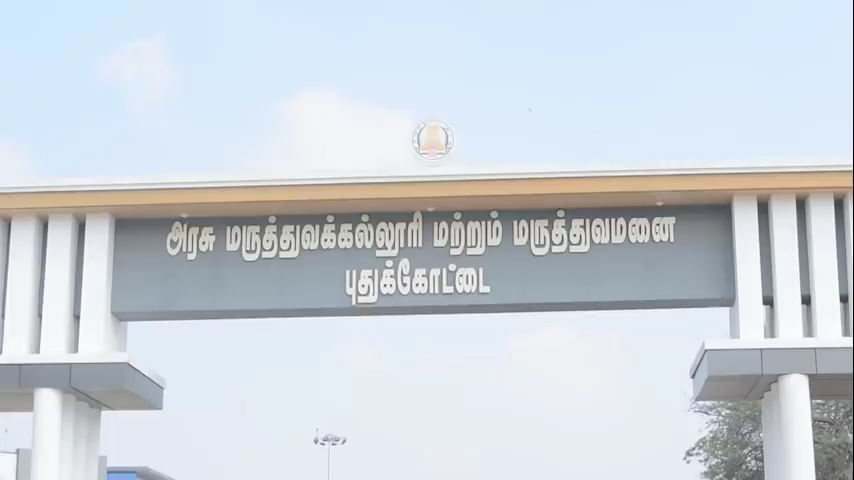 அரசு மருத்துவக்கல்லூரி மற்றும் மருத்துவமனை
புதுக்கோட்டை